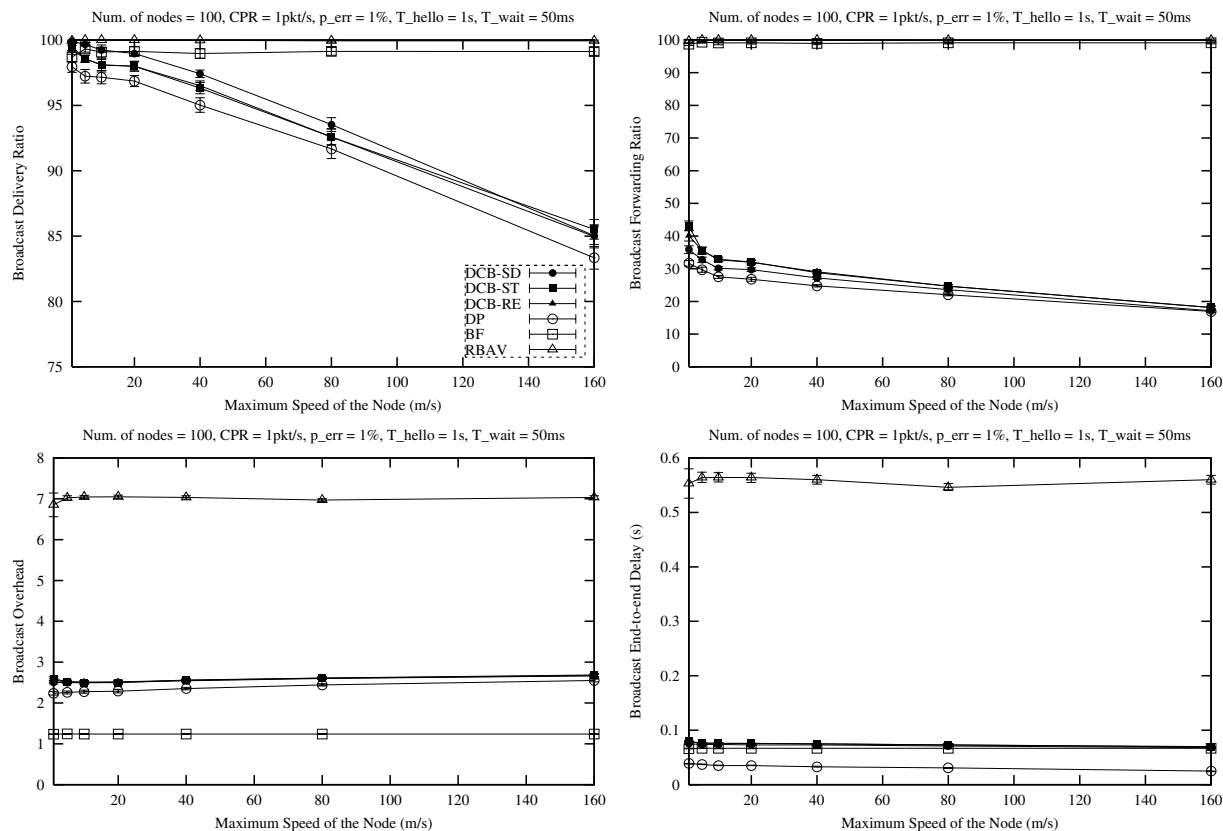 Num. of nodes = 100, CPR = 1pkt/s, p_err = 1%, T_hello = 1s, T_wait = 50ms
100
95
90
85
80
75
Broadcast Delivery Ratio
DCB-SD
DCB-ST
DCB-RE
DP
BF
RBAV
20 40 60 80 100 120 140 160
Maximum Speed of the Node (m/s)
Num. of nodes = 100, CPR = 1pkt/s, p_err = 1%, T_hello = 1s, T_wait = 50ms
100
90
80
70
60
50
40
30
20
10
0
Broadcast Forwarding Ratio
20 40 60 80 100 120 140 160
Maximum Speed of the Node (m/s)
Num. of nodes = 100, CPR = 1pkt/s, p_err = 1%, T_hello = 1s, T_wait = 50ms
8
7
6
5
4
3
2
1
0
Broadcast Overhead
20 40 60 80 100 120 140 160
Maximum Speed of the Node (m/s)
Num. of nodes = 100, CPR = 1pkt/s, p_err = 1%, T_hello = 1s, T_wait = 50ms
0.6
0.5
0.4
0.3
0.2
0.1
0
Broadcast End-to-end Delay (s)
20 40 60 80 100 120 140 160
Maximum Speed of the Node (m/s)